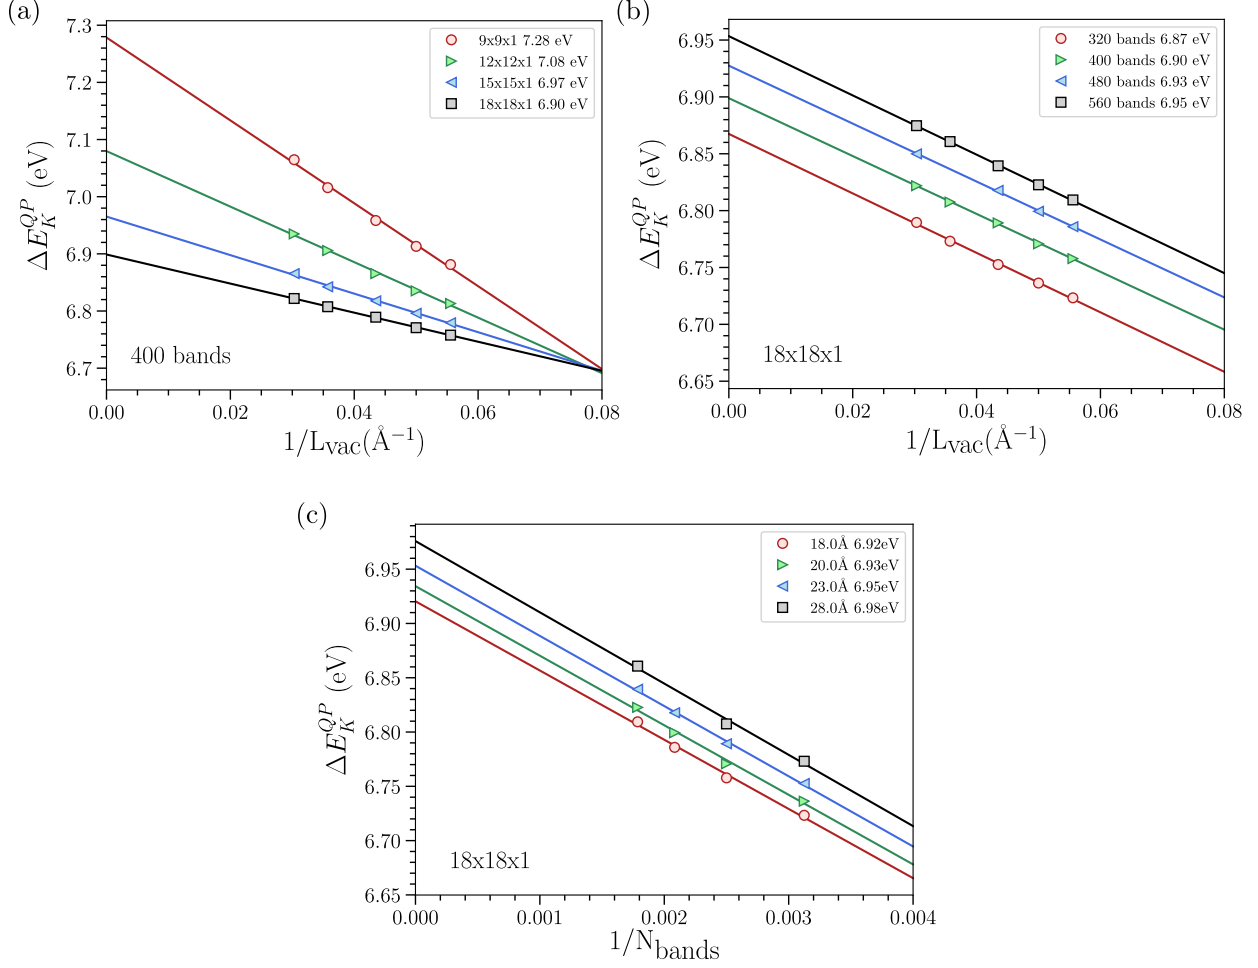 (a)
7.3
7.2
7.1
7.0
6.9
6.8
6.7
ΔE_K^{QP} (eV)
9x9x1 7.28 eV
12x12x1 7.08 eV
15x15x1 6.97 eV
18x18x1 6.90 eV
400 bands
0.00 0.02 0.04 0.06 0.08
1/L_vac(Å⁻¹)
(b)
6.95
6.90
6.85
6.80
6.75
6.70
6.65
ΔE_K^{QP} (eV)
320 bands 6.87 eV
400 bands 6.90 eV
480 bands 6.93 eV
560 bands 6.95 eV
18x18x1
0.00 0.02 0.04 0.06 0.08
1/L_vac(Å⁻¹)
(c)
6.95
6.90
6.85
6.80
6.75
6.70
6.65
ΔE_K^{QP} (eV)
18.0Å 6.92eV
20.0Å 6.93eV
23.0Å 6.95eV
28.0Å 6.98eV
18x18x1
0.000 0.001 0.002 0.003 0.004
1/N_bands